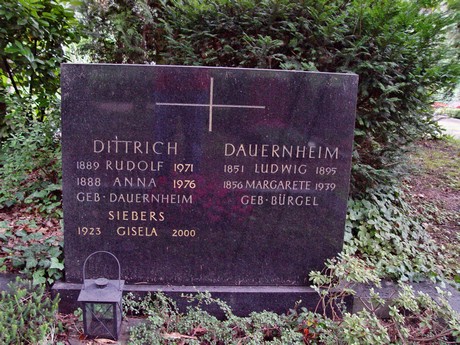 DITTRICH
1889 RUDOLF 1971
1888 ANNA 1976
GEB · DAUERNHEIM
SIEBERS
1923 GISELA 2000
DAUERNHEIM
1851 LUDWIG 1895
1856 MARGARETE 1939
GEB · BÜRGEL